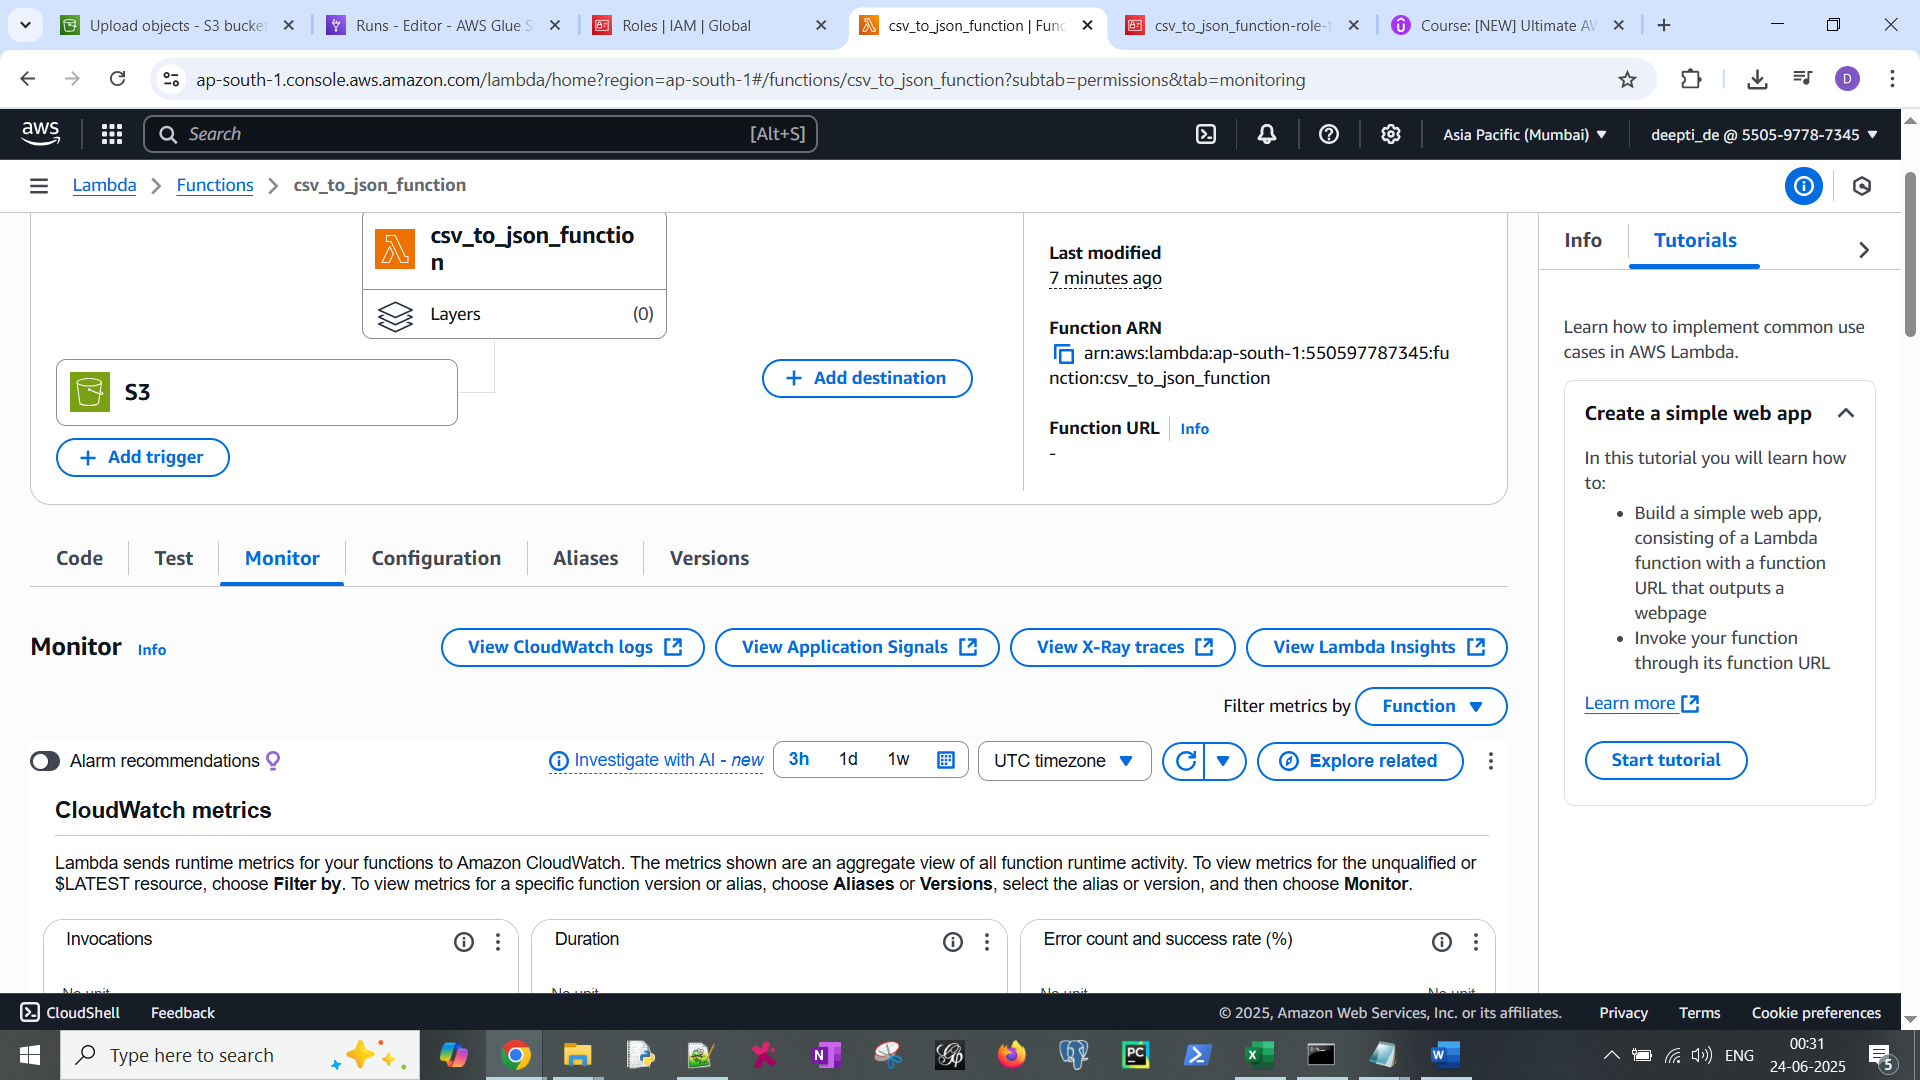 Upload objects - S3 bucke
Runs - Editor - AWS Glue S
Roles | IAM | Global
csv_to_json_function | Func
csv_to_json_function-role-t
Course: [NEW] Ultimate AW
ap-south-1.console.aws.amazon.com/lambda/home?region=ap-south-1#/functions/csv_to_json_function?subtab=permissions&tab=monitoring
D
aws
Search
[Alt+S]
Asia Pacific (Mumbai)
deepti_de @ 5505-9778-7345
Lambda
Functions
csv_to_json_function
csv_to_json_functio
n
Layers
(0)
S3
Add trigger
Add destination
Last modified
7 minutes ago
Function ARN
arn:aws:lambda:ap-south-1:550597787345:fu
nction:csv_to_json_function
Function URL
Info
-
Info
Tutorials
Learn how to implement common use
cases in AWS Lambda.
Create a simple web app
In this tutorial you will learn how
to:
• Build a simple web app,
consisting of a Lambda
function with a function
URL that outputs a
webpage
• Invoke your function
through its function URL
Learn more
Start tutorial
Code
Test
Monitor
Configuration
Aliases
Versions
Monitor
Info
View CloudWatch logs
View Application Signals
View X-Ray traces
View Lambda Insights
Filter metrics by
Function
Alarm recommendations
Investigate with AI - new
3h
1d
1w
UTC timezone
Explore related
CloudWatch metrics
Lambda sends runtime metrics for your functions to Amazon CloudWatch. The metrics shown are an aggregate view of all function runtime activity. To view metrics for the unqualified or
$LATEST resource, choose Filter by. To view metrics for a specific function version or alias, choose Aliases or Versions, select the alias or version, and then choose Monitor.
Invocations
Duration
Error count and success rate (%)
No unit
No unit
No unit
No unit
CloudShell
Feedback
© 2025, Amazon Web Services, Inc. or its affiliates.
Privacy
Terms
Cookie preferences
Type here to search
N
PC
ENG
00:31
24-06-2025
5